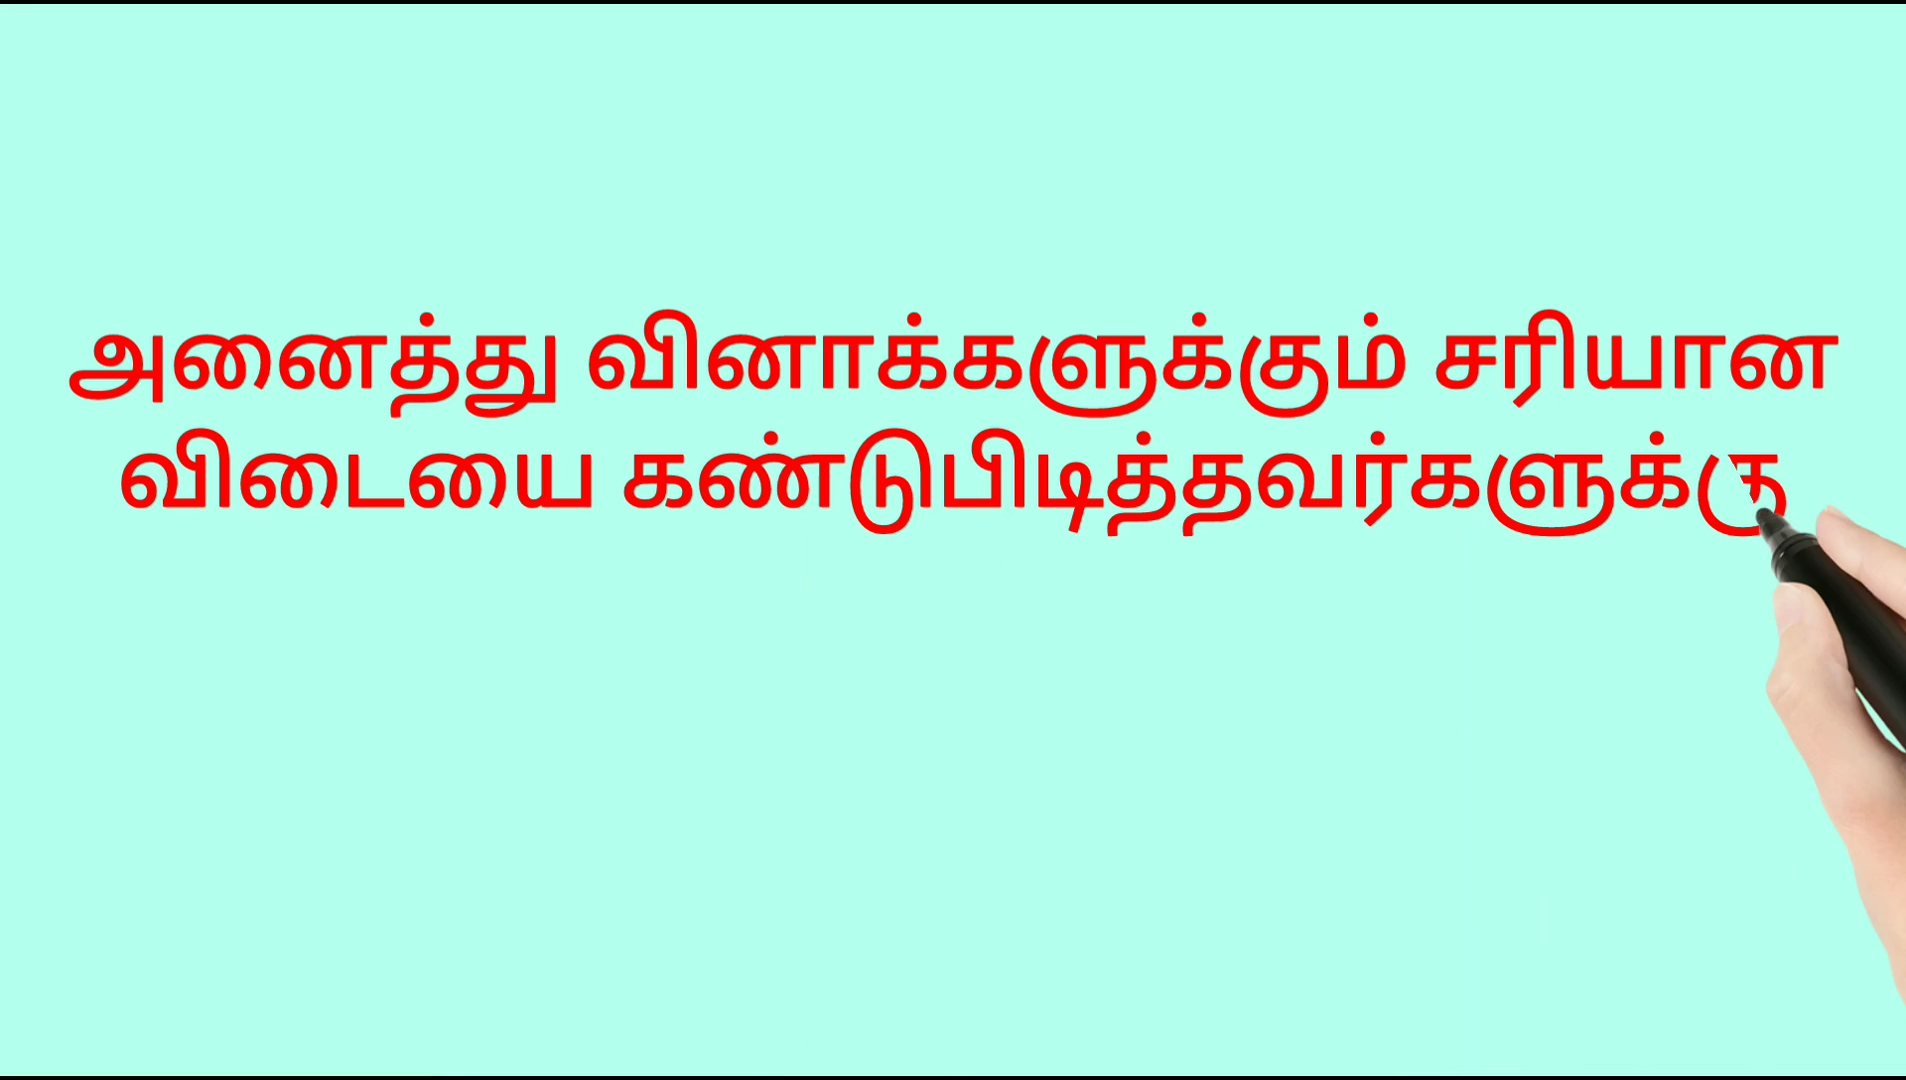 அனைத்து வினாக்களுக்கும் சரியான
விடையை கண்டுபிடித்தவர்களுக்கு